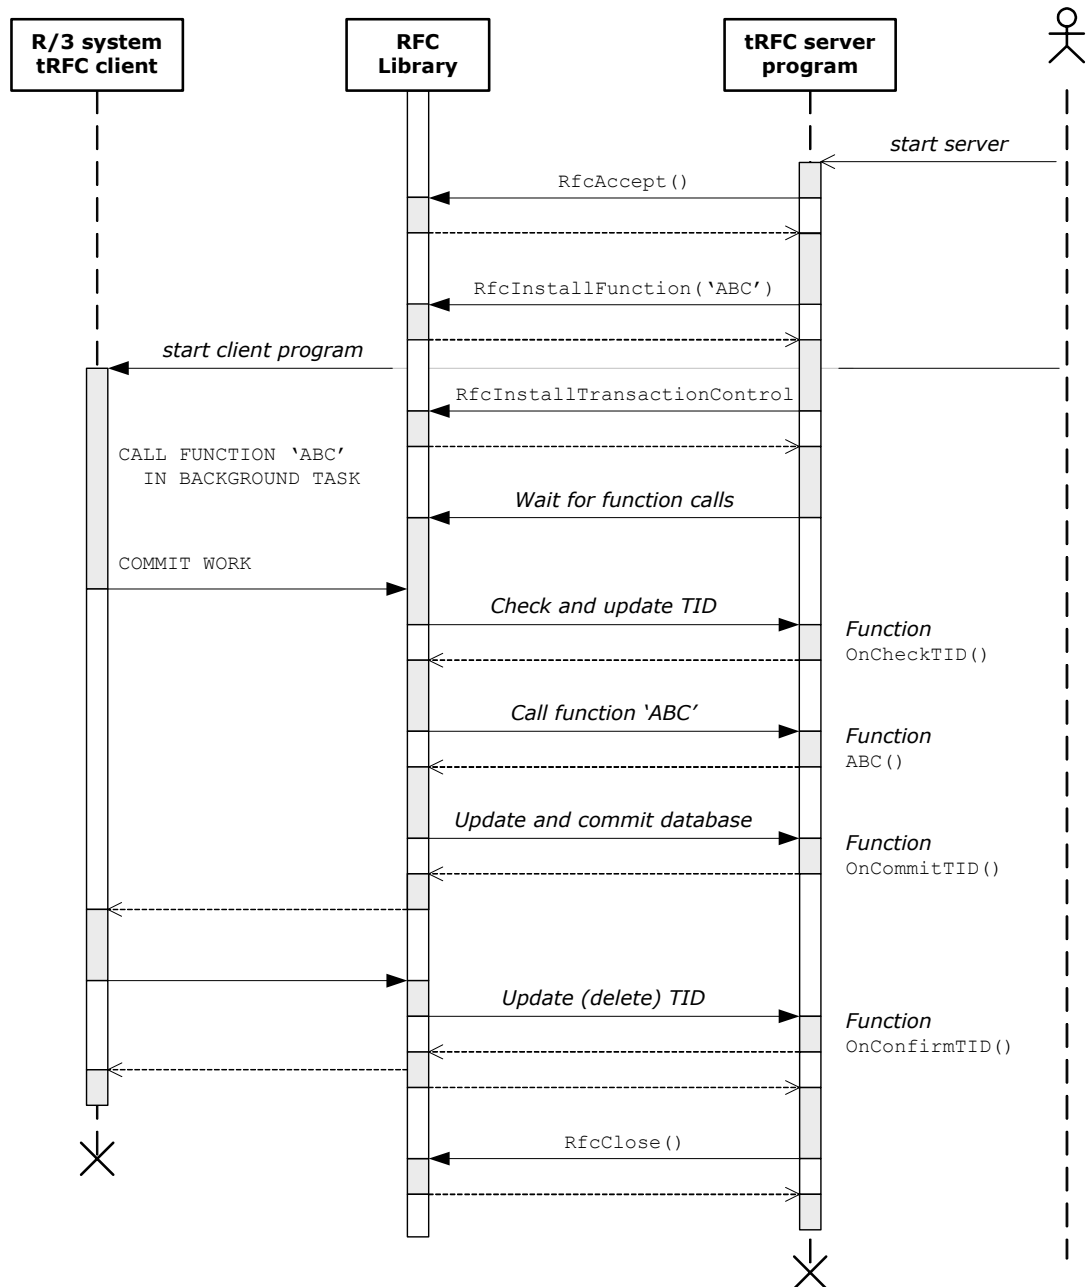 R/3 system
tRFC client
RFC
Library
tRFC server
program
start server
RfcAccept()
RfcInstallFunction(‘ABC’)
start client program
RfcInstallTransactionControl
CALL FUNCTION ‘ABC’
IN BACKGROUND TASK
Wait for function calls
COMMIT WORK
Check and update TID
Function
OnCheckTID()
Call function ‘ABC’
Function
ABC()
Update and commit database
Function
OnCommitTID()
Update (delete) TID
Function
OnConfirmTID()
RfcClose()